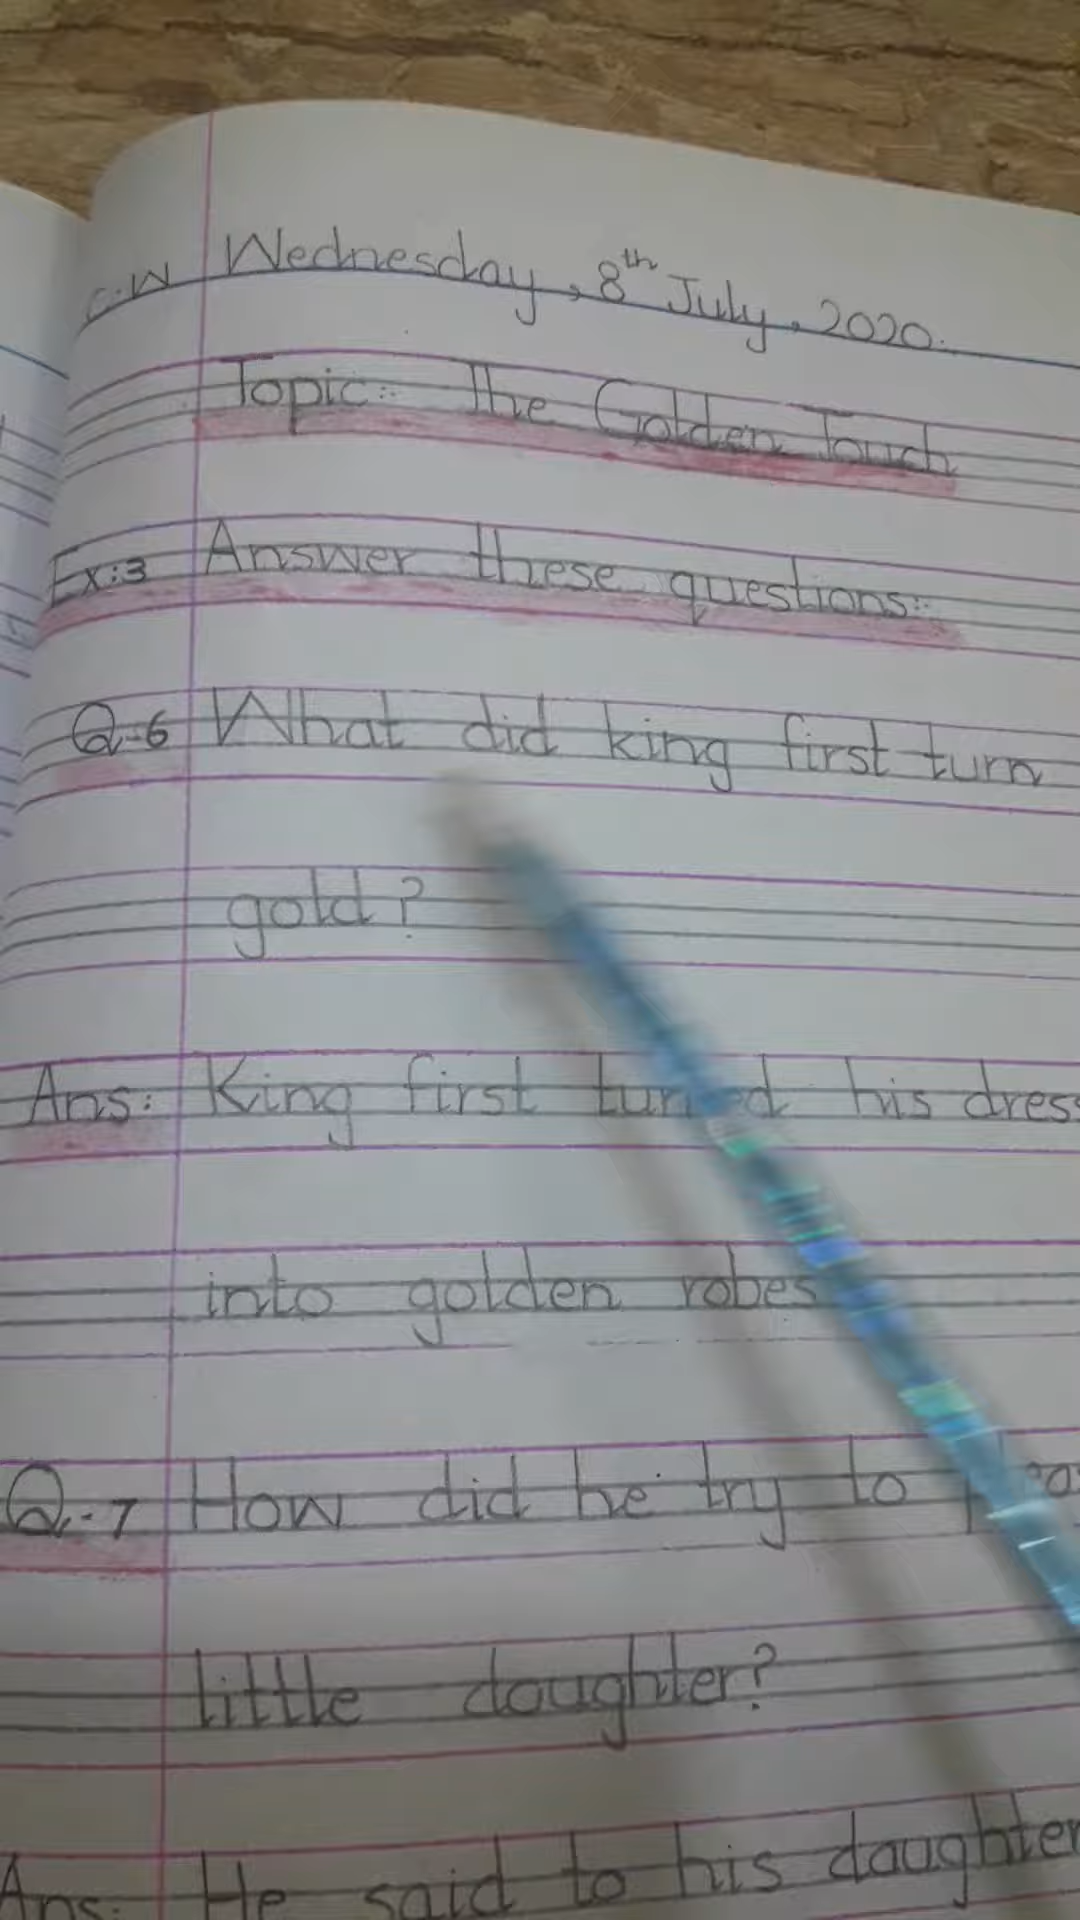 C.W Wednesday, 8th July, 2020.
Topic:- The Golden Touch
Ex:3 Answer these questions:-
Q-6 What did king first turn
gold?
Ans: King first turned his dress
into golden robes
Q-7 How did he try to
little daughter?
Ans: He said to his daughter